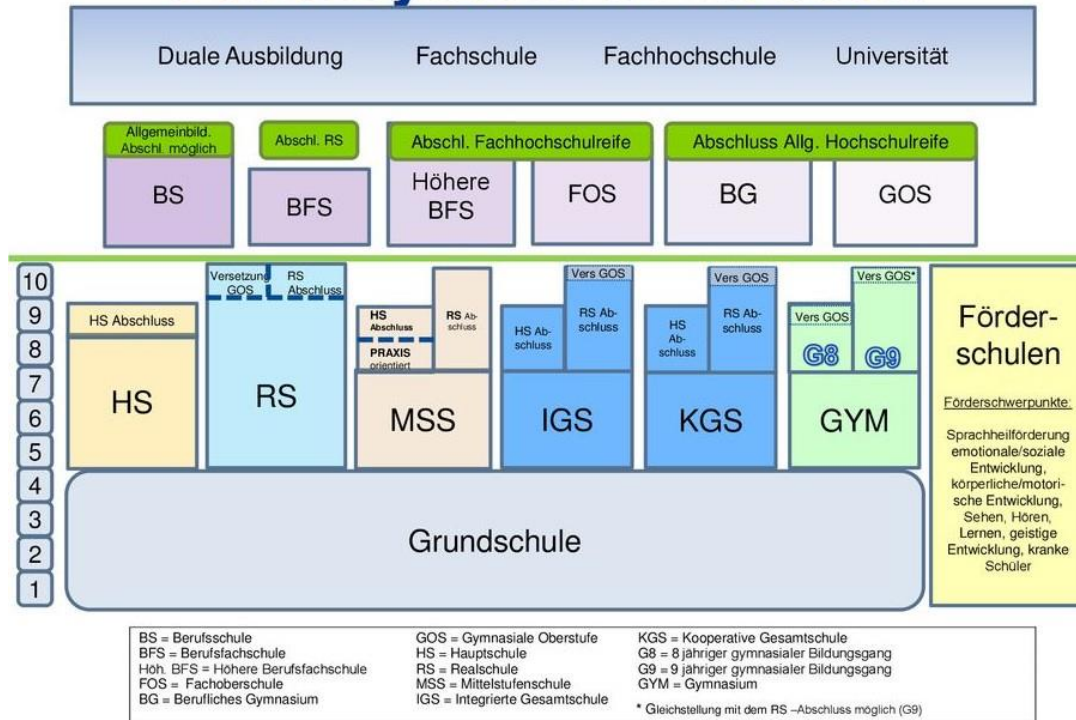 Duale Ausbildung Fachschule Fachhochschule Universität
Allgemeinbild.
Abschl. möglich
BS
Abschl. RS
BFS
Abschl. Fachhochschulreife
Höhere
BFS
FOS
Abschluss Allg. Hochschulreife
BG
GOS
10
9
8
7
6
5
4
3
2
1
HS Abschluss
HS
Versetzung
GOS
RS
Abschluss
RS
HS
Abschluss
PRAXIS
orientiert
RS Ab-
schluss
MSS
HS Ab-
schluss
Vers GOS
RS Ab-
schluss
IGS
HS
Ab-
schluss
Vers GOS
RS Ab-
schluss
KGS
Vers GOS
G8
Vers GOS*
G9
GYM
Grundschule
Förder-
schulen
Förderschwerpunkte:
Sprachheilförderung
emotionale/soziale
Entwicklung,
körperliche/motori-
sche Entwicklung,
Sehen, Hören,
Lernen, geistige
Entwicklung, kranke
Schüler
BS = Berufsschule
BFS = Berufsfachschule
Höh. BFS = Höhere Berufsfachschule
FOS = Fachoberschule
BG = Berufliches Gymnasium
GOS = Gymnasiale Oberstufe
HS = Hauptschule
RS = Realschule
MSS = Mittelstufenschule
IGS = Integrierte Gesamtschule
KGS = Kooperative Gesamtschule
G8 = 8 jähriger gymnasialer Bildungsgang
G9 = 9 jähriger gymnasialer Bildungsgang
GYM = Gymnasium
* Gleichstellung mit dem RS –Abschluss möglich (G9)